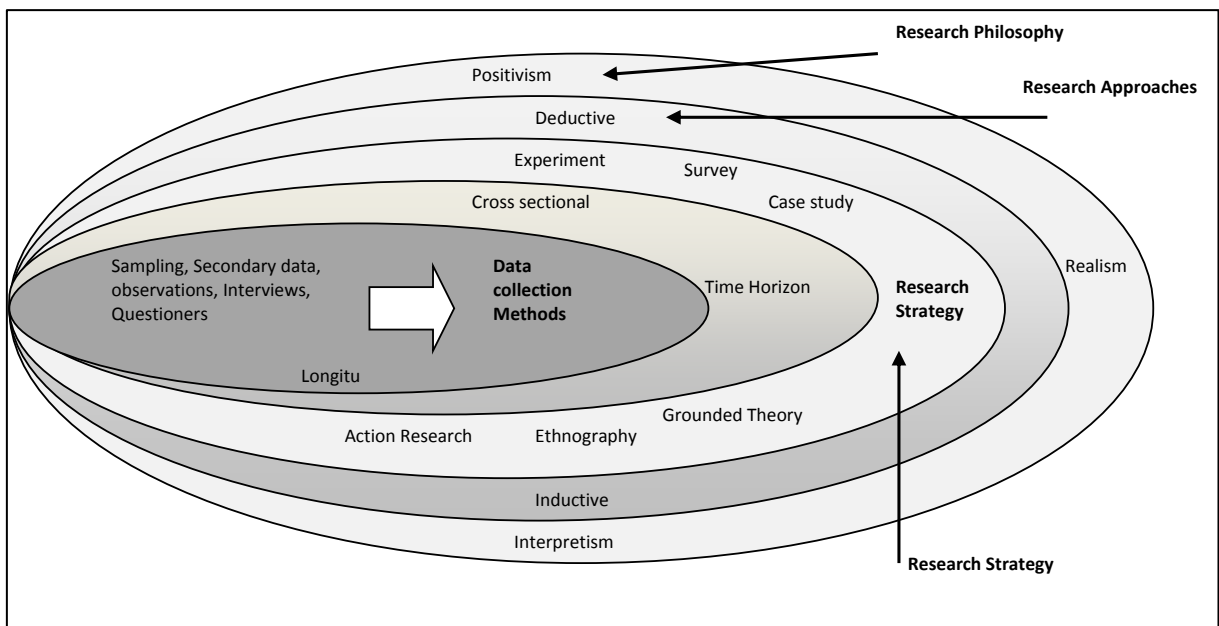 Research Philosophy
Positivism
Research Approaches
Deductive
Experiment
Survey
Cross sectional
Case study
Sampling, Secondary data,
observations, Interviews,
Questioners
Data
collection
Methods
Time Horizon
Research
Strategy
Realism
Longitu
Grounded Theory
Action Research
Ethnography
Inductive
Interpretism
Research Strategy